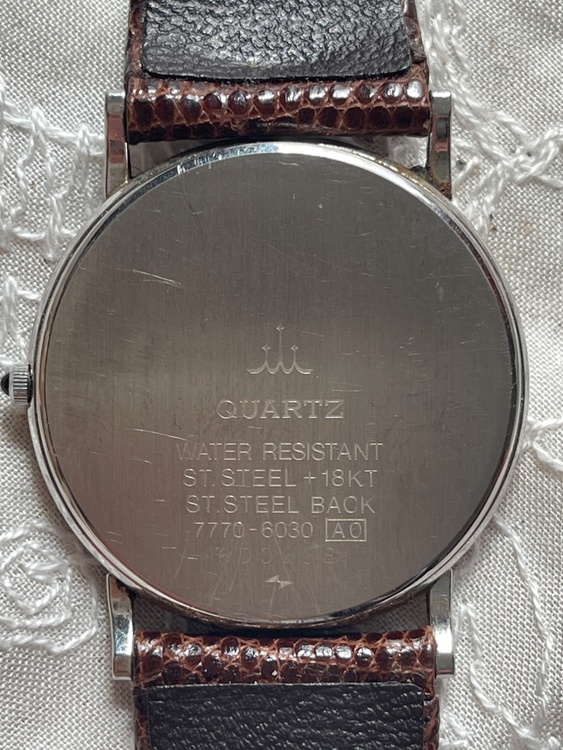 QUARTZ
WATER RESISTANT
ST.STEEL+18KT
ST.STEEL BACK
7770-6030 A0